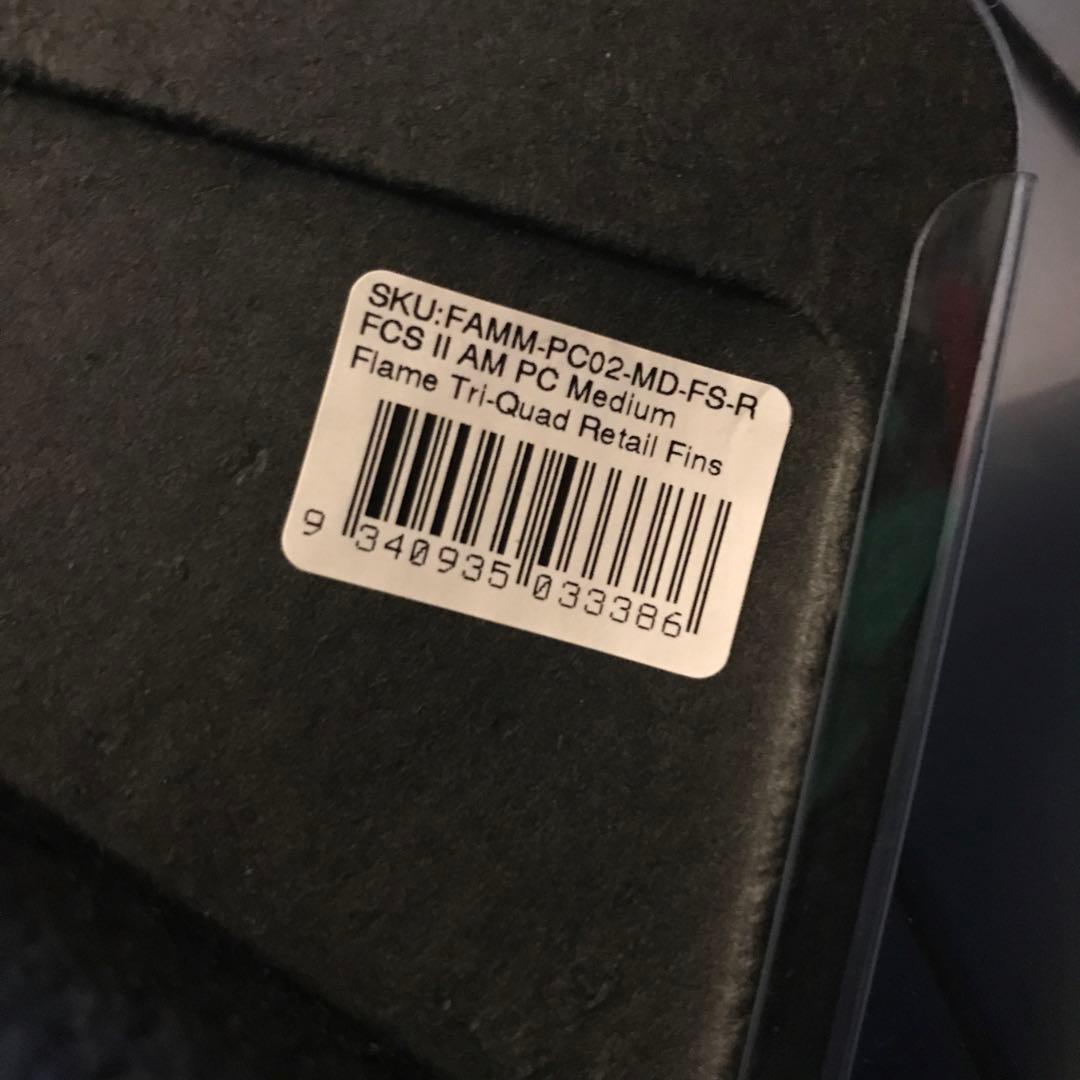 SKU:FAMM-PC02-MD-FS-R
FCS II AM PC Medium
Flame Tri-Quad Retail Fins
9 340935 033386